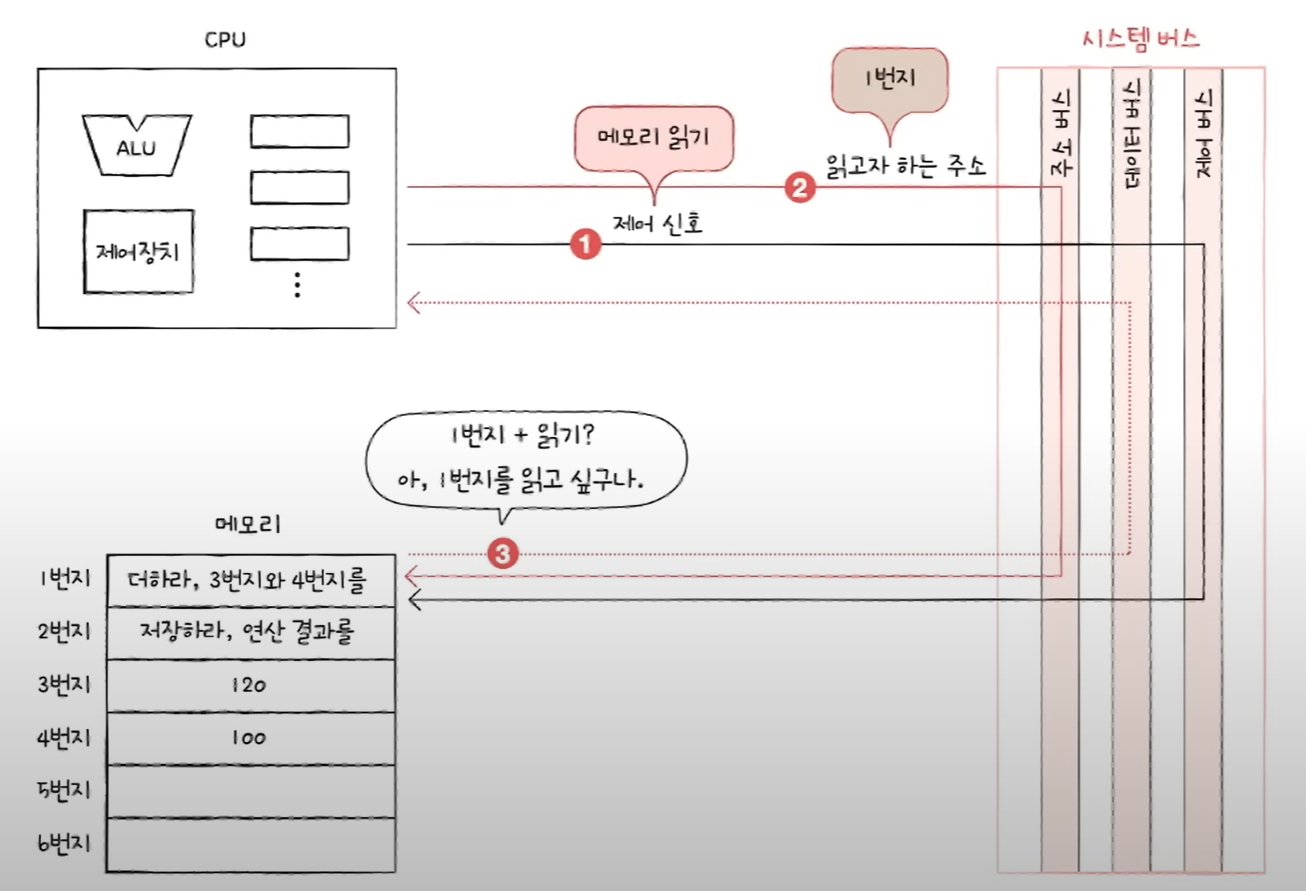 CPU
ALU
제어장치
메모리 읽기
1번지
읽고자 하는 주소
2
제어 신호
1
시스템 버스
주소 버스
데이터 버스
제어 버스
1번지 + 읽기?
아, 1번지를 읽고 싶구나.
3
메모리
1번지 더하라, 3번지와 4번지를
2번지 저장하라, 연산 결과를
3번지 120
4번지 100
5번지
6번지